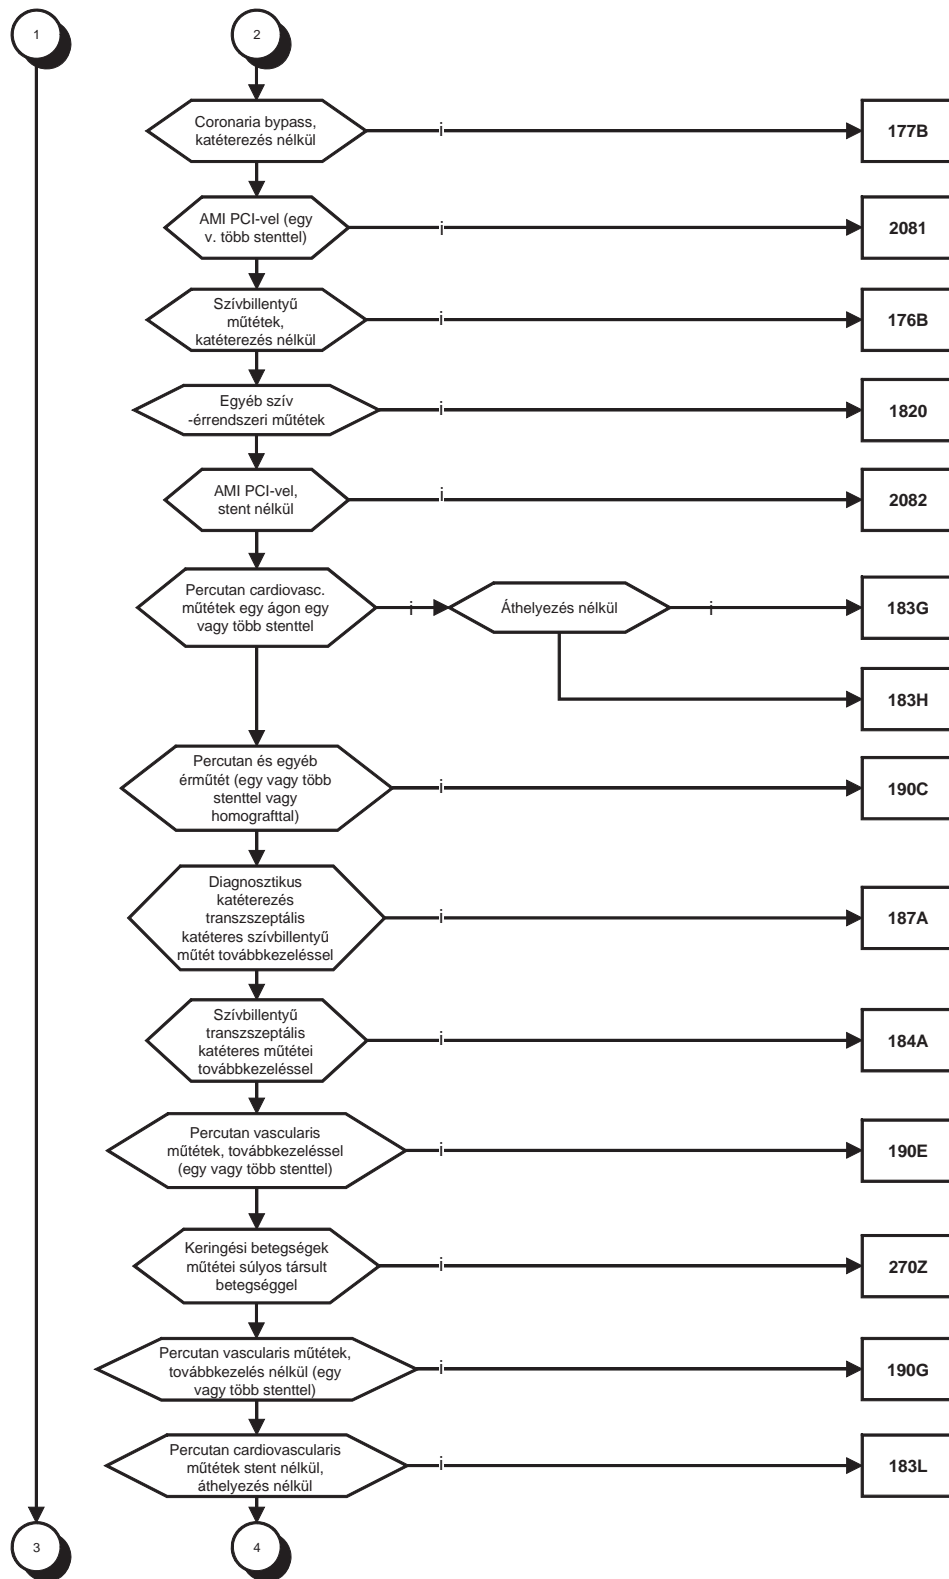 1
2
Coronaria bypass,
katéterezés nélkül
i
177B
AMI PCI-vel (egy
v. több stenttel)
i
2081
Szívbillentyű
műtétek,
katéterezés nélkül
i
176B
Egyéb szív
-érrendszeri műtétek
i
1820
AMI PCI-vel,
stent nélkül
i
2082
Percutan cardiovasc.
műtétek egy ágon egy
vagy több stenttel
i
Áthelyezés nélkül
i
183G
183H
Percutan és egyéb
érműtét (egy vagy több
stenttel vagy
homografttal)
i
190C
Diagnosztikus
katéterezés
transzszeptális
katéteres szívbillentyű
műtét továbbkezeléssel
i
187A
Szívbillentyű
transzszeptális
katéteres műtétei
továbbkezeléssel
i
184A
Percutan vascularis
műtétek, továbbkezeléssel
(egy vagy több stenttel)
i
190E
Keringési betegségek
műtétei súlyos társult
betegséggel
i
270Z
Percutan vascularis műtétek,
továbbkezelés nélkül (egy
vagy több stenttel)
i
190G
Percutan cardiovascularis
műtétek stent nélkül,
áthelyezés nélkül
i
183L
3
4